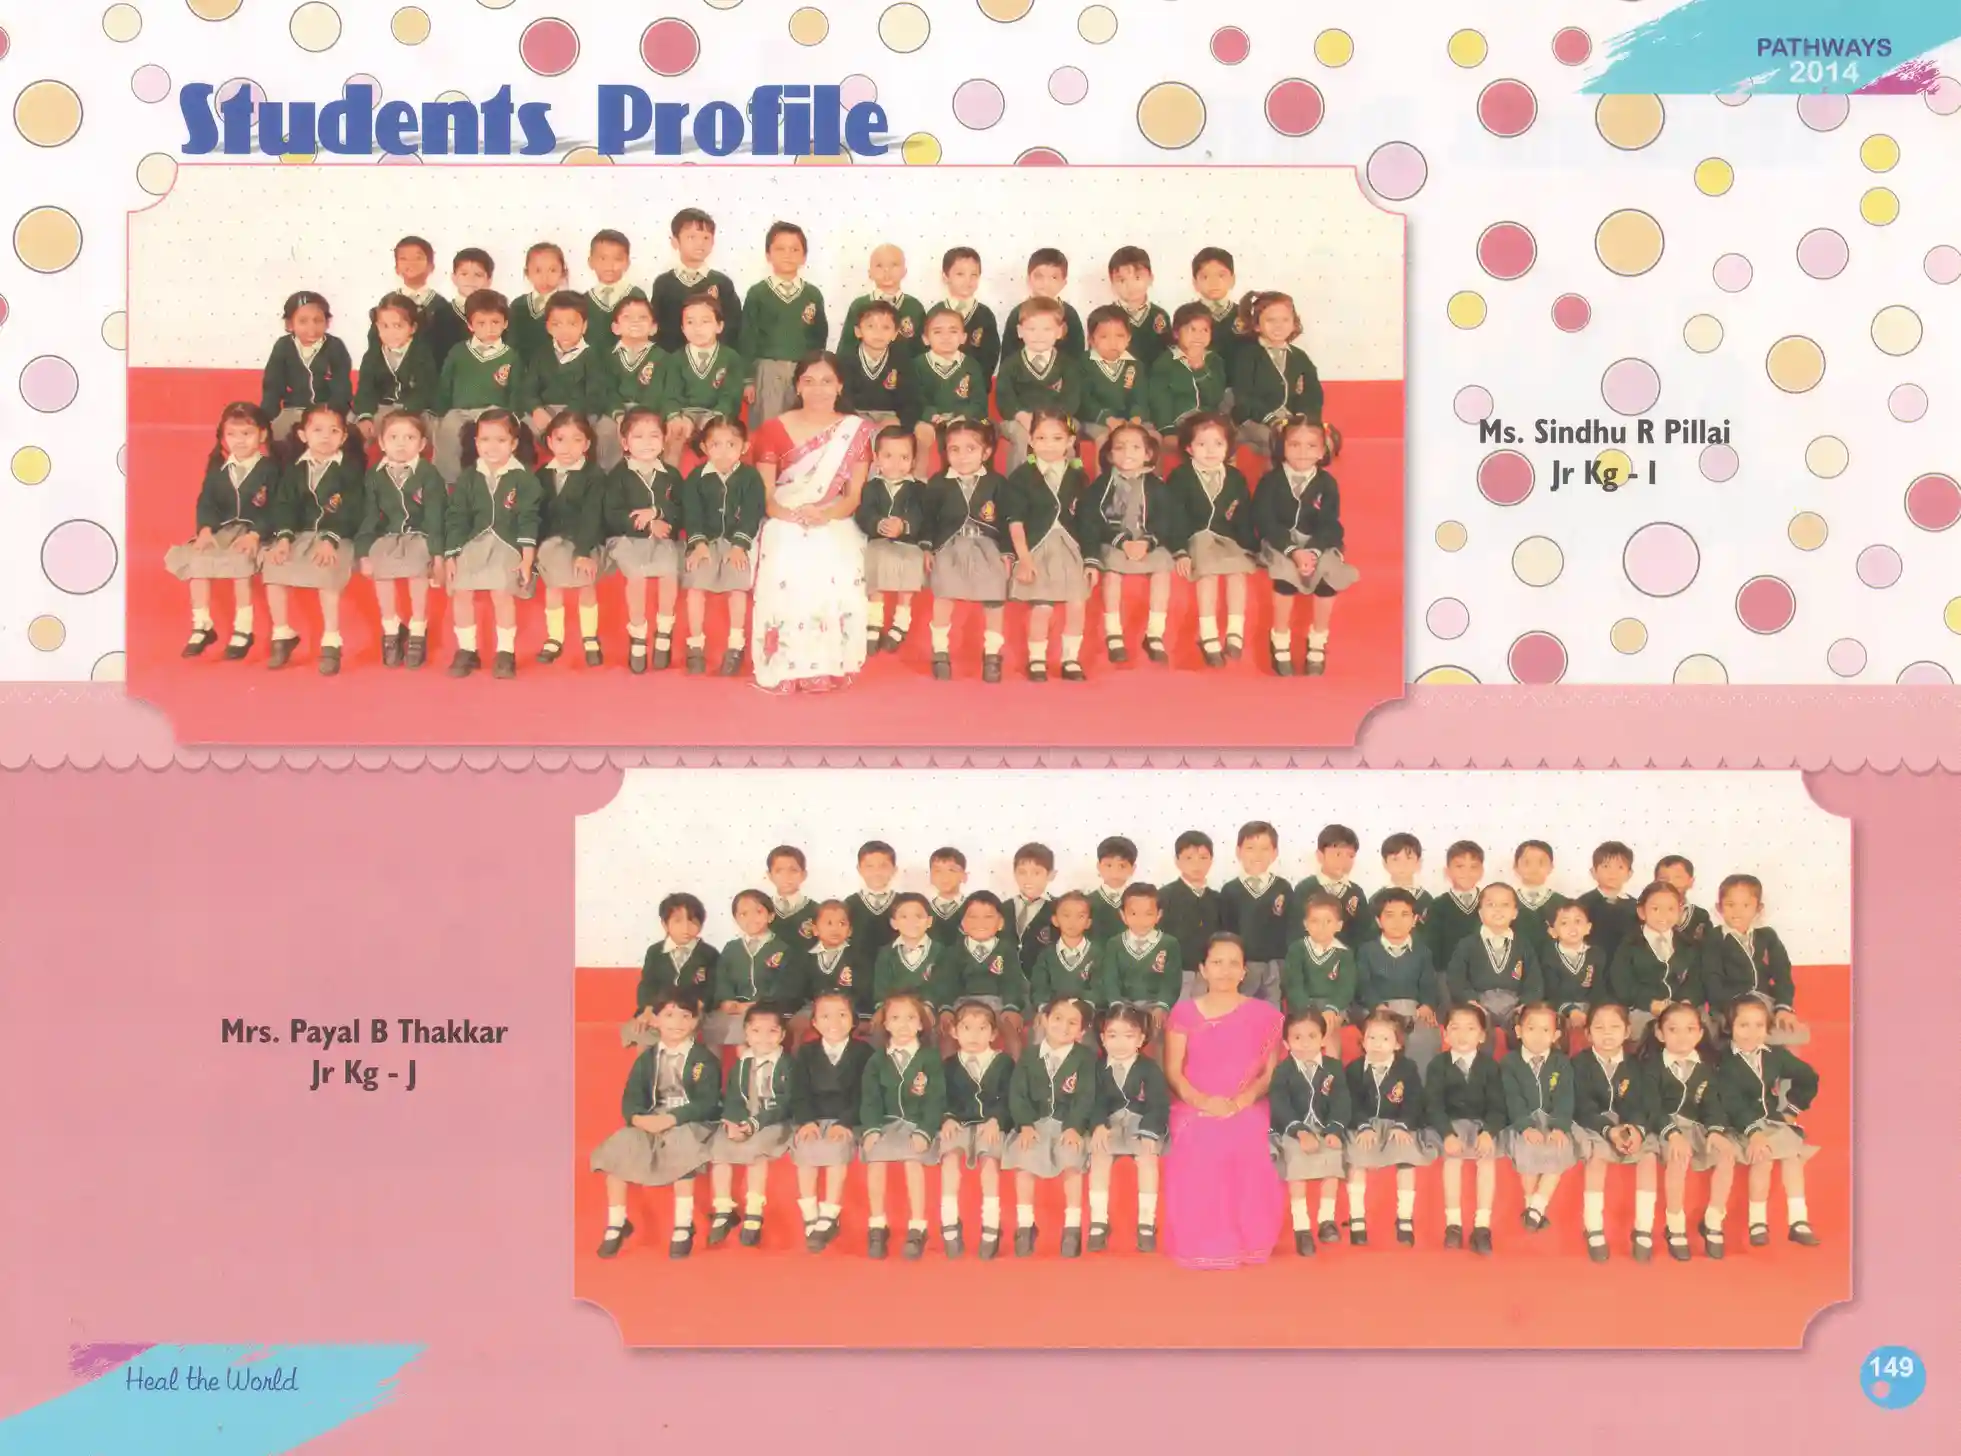 PATHWAYS
2014
Students Profile
Ms. Sindhu R Pillai
Jr Kg - I
Mrs. Payal B Thakkar
Jr Kg - J
Heal the World
149